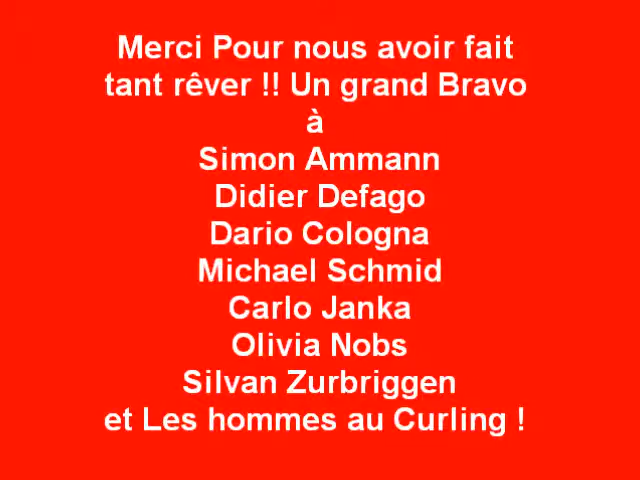 Merci Pour nous avoir fait
tant rêver !! Un grand Bravo
à
Simon Ammann
Didier Defago
Dario Cologna
Michael Schmid
Carlo Janka
Olivia Nobs
Silvan Zurbriggen
et Les hommes au Curling !